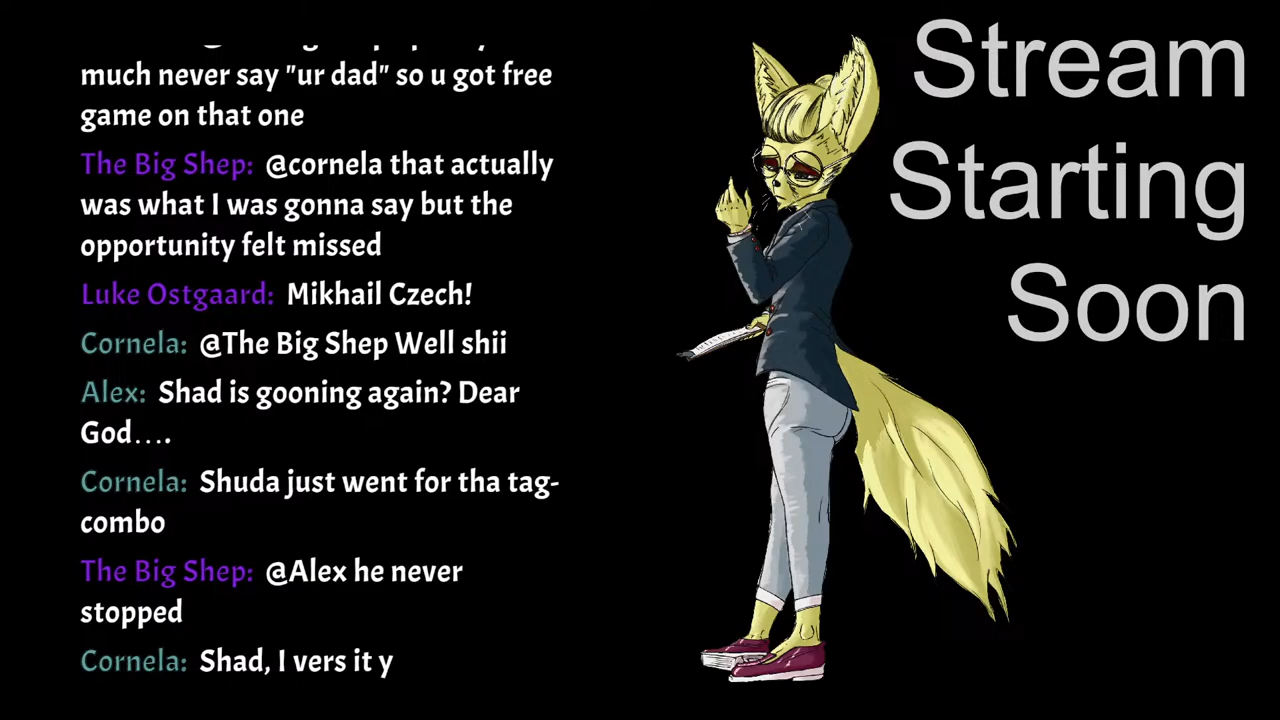 much never say "ur dad" so u got free
game on that one
The Big Shep: @cornela that actually
was what I was gonna say but the
opportunity felt missed
Luke Ostgaard: Mikhail Czech!
Cornela: @The Big Shep Well shii
Alex: Shad is gooning again? Dear
God....
Cornela: Shuda just went for tha tag-
combo
The Big Shep: @Alex he never
stopped
Cornela: Shad, I vers it y
Stream
Starting
Soon